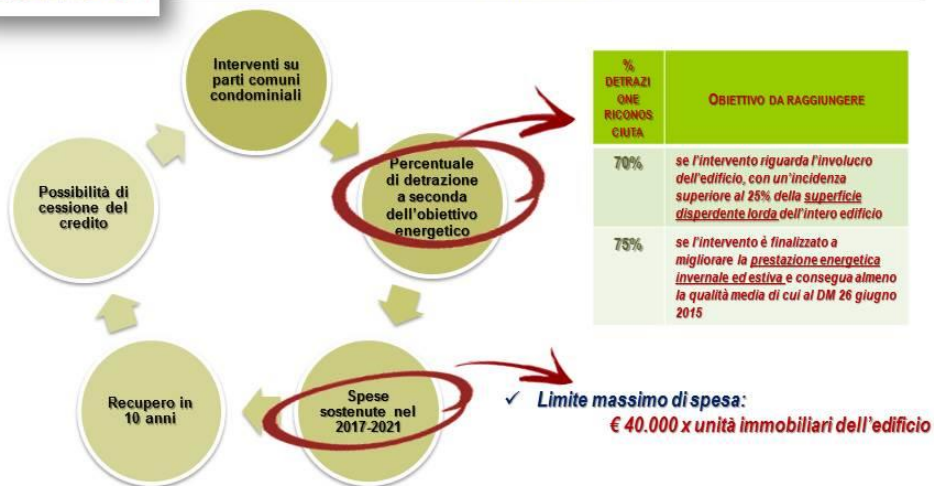 Interventi su
parti comuni
condominiali
Percentuale
di detrazione
a seconda
dell'obiettivo
energetico
Spese
sostenute nel
2017-2021
Recupero in
10 anni
Possibilità di
cessione del
credito
%
DETRAZI
ONE
RICONOS
CIUTA
OBIETTIVO DA RAGGIUNGERE
70%
se l'intervento riguarda l'involucro
dell'edificio, con un'incidenza
superiore al 25% della superficie
disperdente lorda dell'intero edificio
75%
se l'intervento è finalizzato a
migliorare la prestazione energetica
invernale ed estiva e consegua almeno
la qualità media di cui al DM 26 giugno
2015
✓ Limite massimo di spesa:
€ 40.000 x unità immobiliari dell'edificio